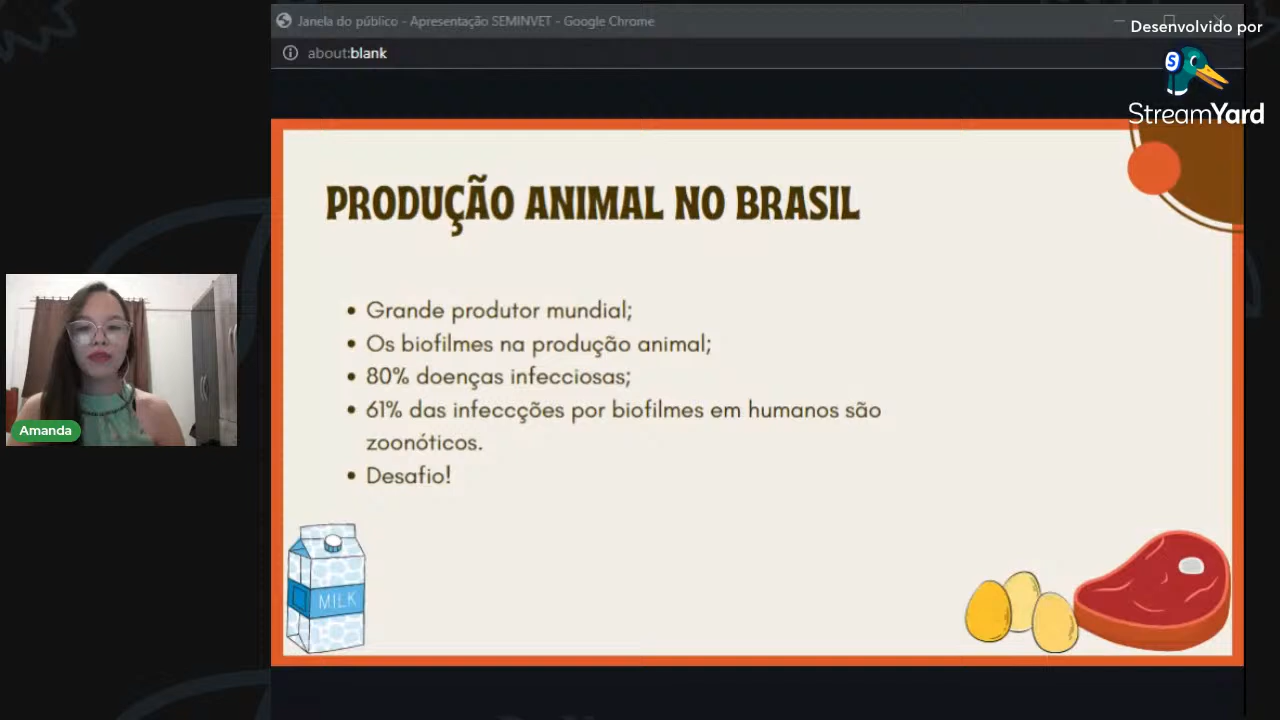 Janela do público - Apresentação SEMINVET - Google Chrome
about:blank
Desenvolvido por
S
StreamYard
PRODUÇÃO ANIMAL NO BRASIL
Grande produtor mundial;
Os biofilmes na produção animal;
80% doenças infecciosas;
61% das infeccções por biofilmes em humanos são
zoonóticos.
Desafio!
Amanda
MILK